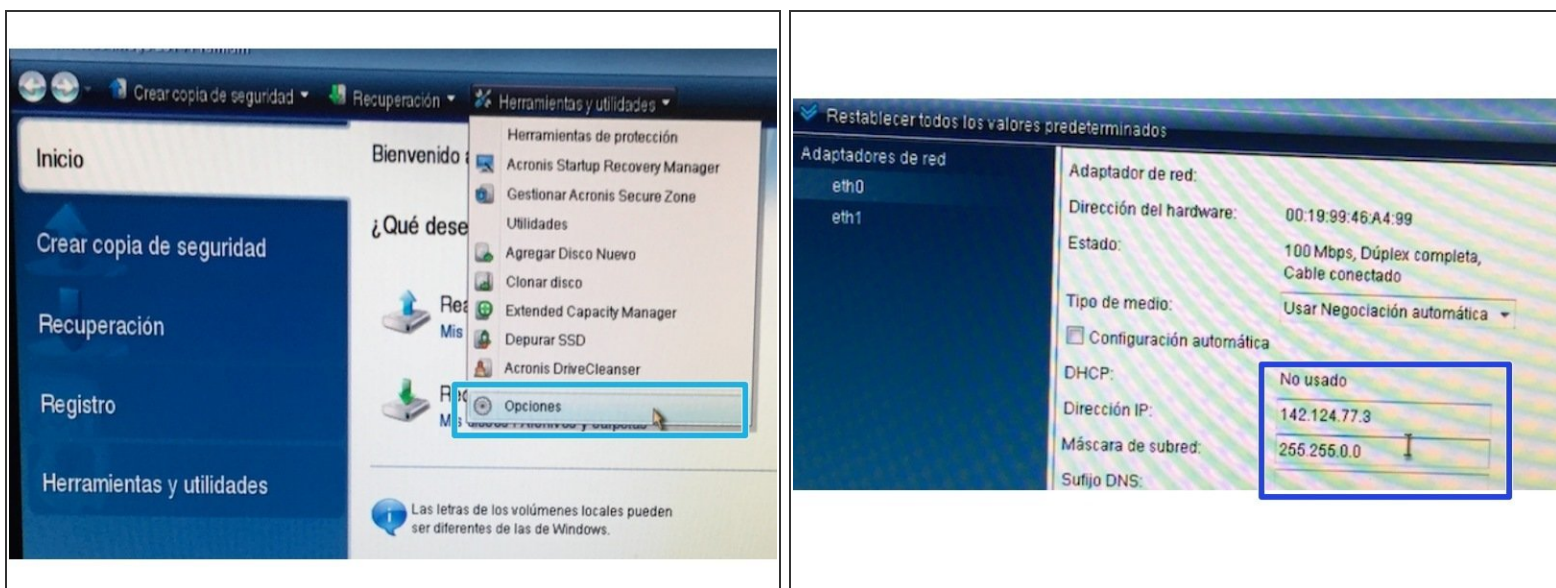 Crear copia de seguridad
Recuperación
Herramientas y utilidades
Inicio
Crear copia de seguridad
Recuperación
Registro
Herramientas y utilidades
Bienvenido
¿Qué dese
Rea
Mis
Mis discos
Herramientas de protección
Acronis Startup Recovery Manager
Gestionar Acronis Secure Zone
Utilidades
Agregar Disco Nuevo
Clonar disco
Extended Capacity Manager
Depurar SSD
Acronis DriveCleanser
Opciones
Las letras de los volúmenes locales pueden
ser diferentes de las de Windows.
Restablecer todos los valores predeterminados
Adaptadores de red
eth0
eth1
Adaptador de red:
Dirección del hardware: 00:19:99:46:A4:99
Estado: 100 Mbps, Dúplex completa,
Cable conectado
Tipo de medio: Usar Negociación automática
Configuración automática
DHCP: No usado
Dirección IP: 142.124.77.3
Máscara de subred: 255.255.0.0
Sufijo DNS: